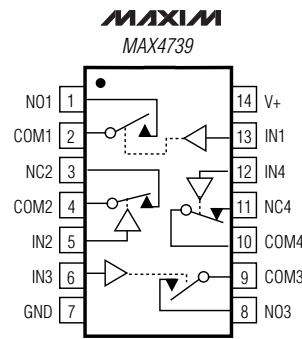 MAXIM
MAX4739
NO1 1 14 V+
COM1 2 13 IN1
NC2 3 12 IN4
COM2 4 11 NC4
IN2 5 10 COM4
IN3 6 9 COM3
GND 7 8 NO3